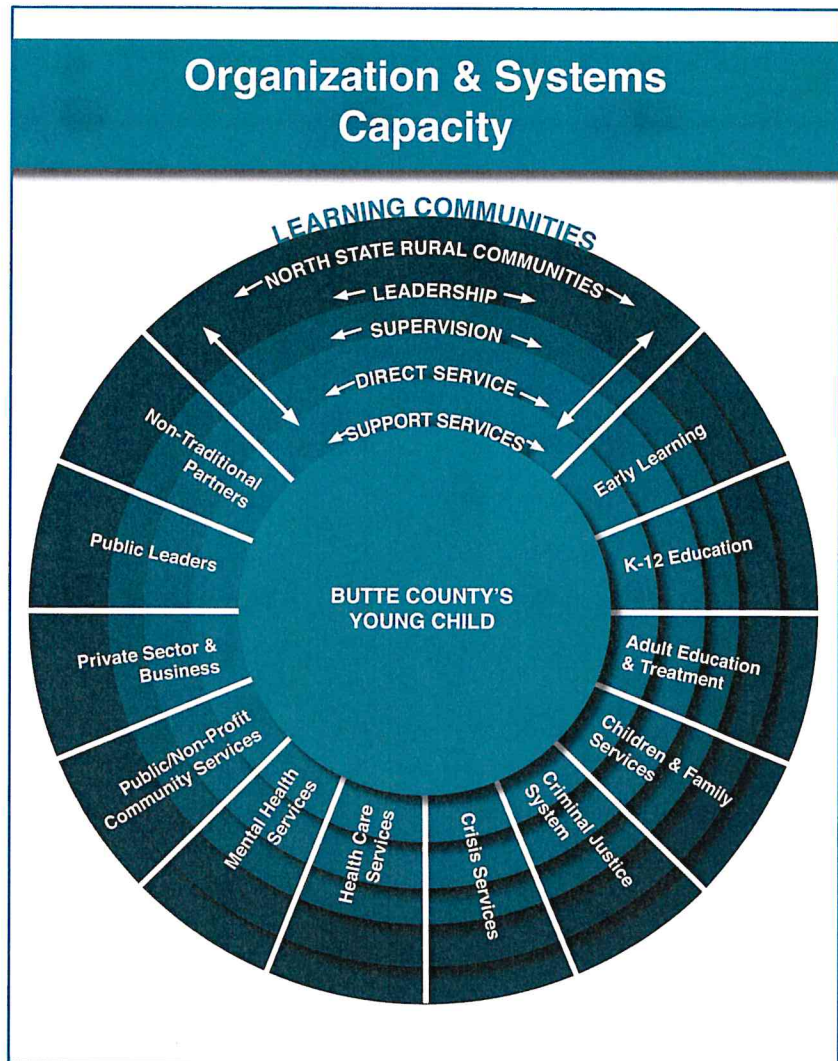 Organization & Systems
Capacity
LEARNING COMMUNITIES
NORTH STATE RURAL COMMUNITIES
LEADERSHIP
SUPERVISION
DIRECT SERVICE
SUPPORT SERVICES
Non-Traditional
Partners
Public Leaders
Private Sector &
Business
Public/Non-Profit
Community Services
Mental Health
Services
Health Care
Services
Crisis Services
Criminal Justice
System
Children & Family
Services
Adult Education
& Treatment
K-12 Education
Early Learning
BUTTE COUNTY'S
YOUNG CHILD